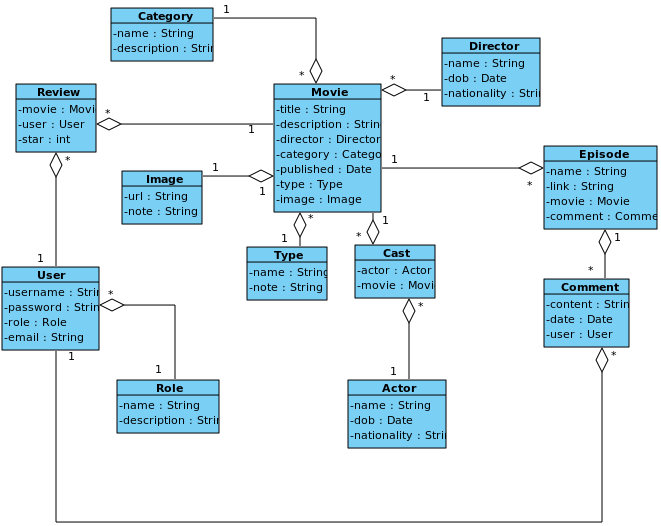 Category
-name : String
-description : Strin
1
*
Director
-name : String
-dob : Date
-nationality : Strin
*
1
Review
-movie : Movi
-user : User
-star : int
*
1
*
Movie
-title : String
-description : Strin
-director : Director
-category : Catego
-published : Date
-type : Type
-image : Image
Image
-url : String
-note : String
1
1
1
*
Episode
-name : String
-link : String
-movie : Movie
-comment : Comme
1
*
*
1
Type
-name : String
-note : String
1
*
Cast
-actor : Actor
-movie : Movi
*
1
1
User
-username : Strin
-password : Strin
-role : Role
-email : String
*
1
1
Comment
-content : Strin
-date : Date
-user : User
*
Role
-name : String
-description : Strin
Actor
-name : String
-dob : Date
-nationality : Strin